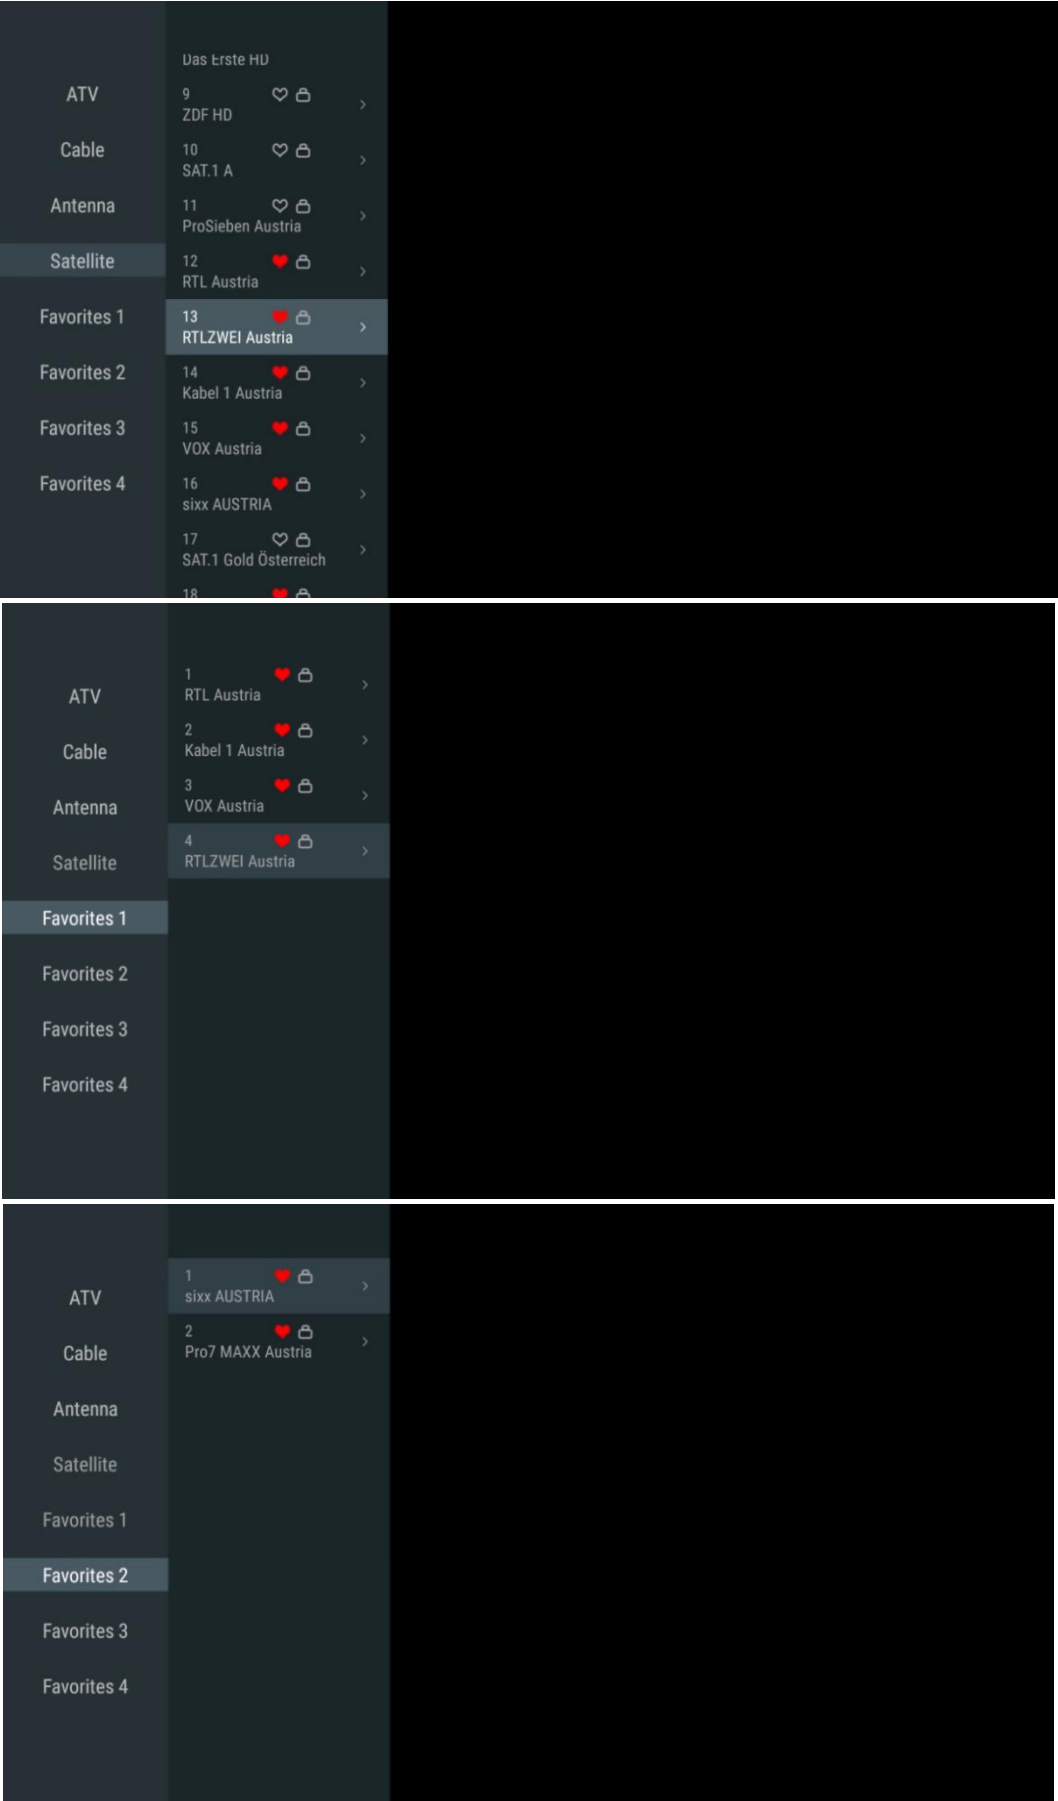 ATV
Cable
Antenna
Satellite
Favorites 1
Favorites 2
Favorites 3
Favorites 4
Das Erste HD
9
ZDF HD
10
SAT.1 A
11
ProSieben Austria
12
RTL Austria
13
RTLZWEI Austria
14
Kabel 1 Austria
15
VOX Austria
16
sixx AUSTRIA
17
SAT.1 Gold Österreich
18
ATV
Cable
Antenna
Satellite
Favorites 1
Favorites 2
Favorites 3
Favorites 4
1
RTL Austria
2
Kabel 1 Austria
3
VOX Austria
4
RTLZWEI Austria
ATV
Cable
Antenna
Satellite
Favorites 1
Favorites 2
Favorites 3
Favorites 4
1
sixx AUSTRIA
2
Pro7 MAXX Austria